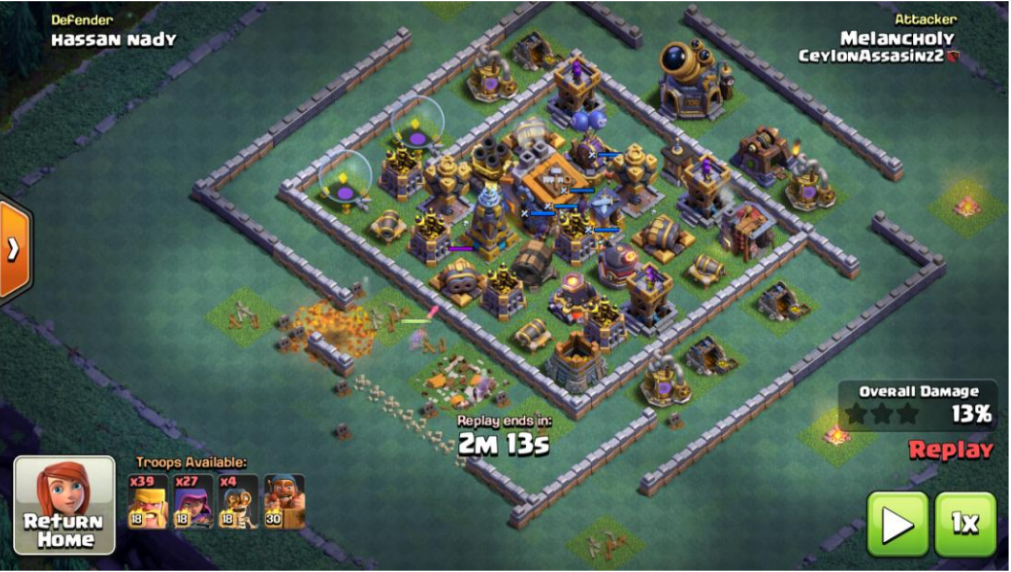 Defender
Hassan Nady
Attacker
Melancholy
CeylonAssasinz2
Overall Damage
13%
Replay ends in:
2M 13s
Replay
Troops Available:
x39
x27
x4
18
18
18
30
Return
Home
1x